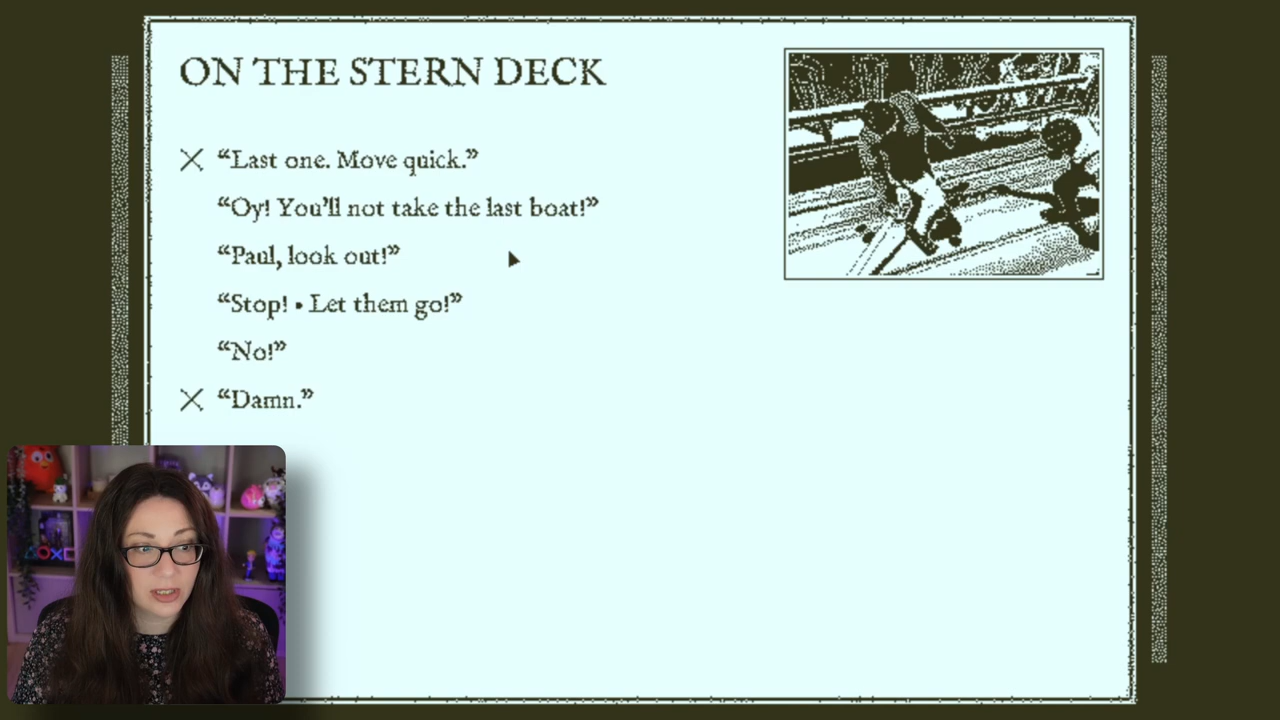 ON THE STERN DECK
“Last one. Move quick.”
“Oy! You’ll not take the last boat!”
“Paul, look out!”
“Stop! • Let them go!”
“No!”
“Damn.”